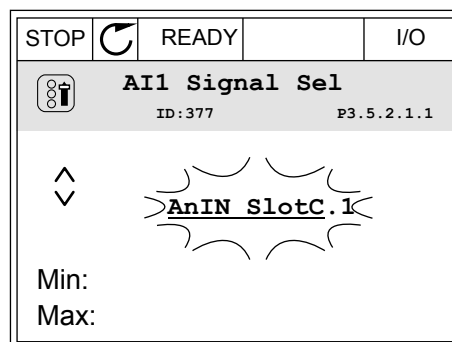 STOP READY I/O
AI1 Signal Sel
ID:377 P3.5.2.1.1
AnIN SlotC.1
Min:
Max: